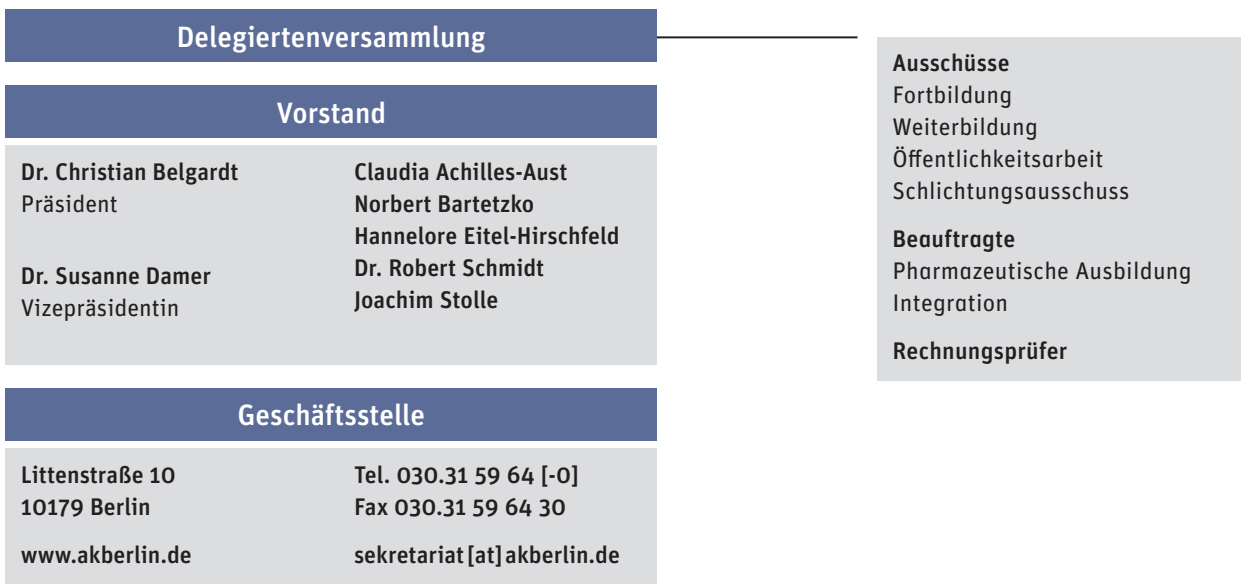 Delegiertenversammlung
Vorstand
Dr. Christian Belgardt
Präsident
Dr. Susanne Damer
Vizepräsidentin
Claudia Achilles-Aust
Norbert Bartetzko
Hannelore Eitel-Hirschfeld
Dr. Robert Schmidt
Joachim Stolle
Geschäftsstelle
Littenstraße 10
10179 Berlin
www.akberlin.de
Tel. 030.31 59 64 [-0]
Fax 030.31 59 64 30
sekretariat[at]akberlin.de
Ausschüsse
Fortbildung
Weiterbildung
Öffentlichkeitsarbeit
Schlichtungsausschuss
Beauftragte
Pharmazeutische Ausbildung
Integration
Rechnungsprüfer